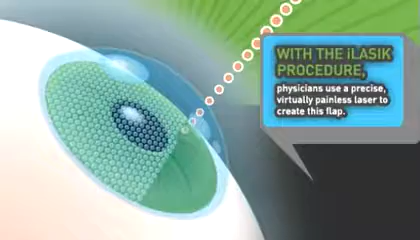 WITH THE iLASIK
PROCEDURE,
physicians use a precise,
virtually painless laser to
create this flap.